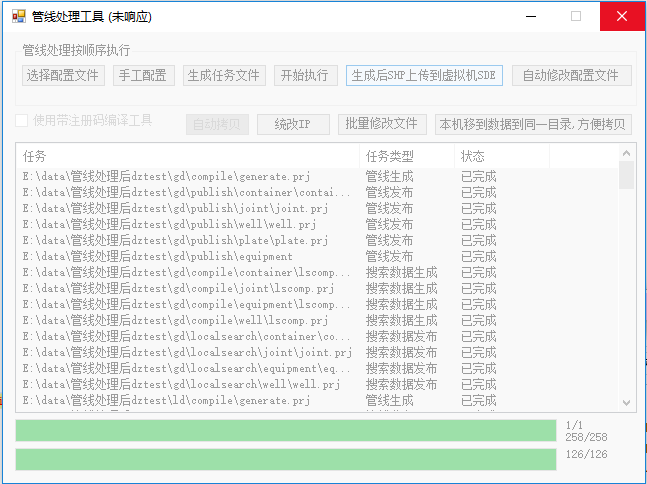 管线处理工具 (未响应)
管线处理按顺序执行
选择配置文件 手工配置 生成任务文件 开始执行 生成后SHP上传到虚拟机SDE 自动修改配置文件
使用带注册码编译工具 自动拷贝 统改IP 批量修改文件 本机移到数据到同一目录,方便拷贝
任务 任务类型 状态
E:\data\管线处理后dztest\gd\compile\generate.prj 管线生成 已完成
E:\data\管线处理后dztest\gd\publish\container\contai... 管线发布 已完成
E:\data\管线处理后dztest\gd\publish\joint\joint.prj 管线发布 已完成
E:\data\管线处理后dztest\gd\publish\well\well.prj 管线发布 已完成
E:\data\管线处理后dztest\gd\publish\plate\plate.prj 管线发布 已完成
E:\data\管线处理后dztest\gd\publish\equipment 管线发布 已完成
E:\data\管线处理后dztest\gd\compile\container\lscomp... 搜索数据生成 已完成
E:\data\管线处理后dztest\gd\compile\joint\lscomp.prj 搜索数据生成 已完成
E:\data\管线处理后dztest\gd\compile\equipment\lscomp... 搜索数据生成 已完成
E:\data\管线处理后dztest\gd\compile\well\lscomp.prj 搜索数据生成 已完成
E:\data\管线处理后dztest\gd\localsearch\container\co... 搜索数据发布 已完成
E:\data\管线处理后dztest\gd\localsearch\joint\joint.prj 搜索数据发布 已完成
E:\data\管线处理后dztest\gd\localsearch\equipment\eq... 搜索数据发布 已完成
E:\data\管线处理后dztest\gd\localsearch\well\well.prj 搜索数据发布 已完成
E:\data\管线处理后dztest\ld\compile\generate.prj 管线生成 已完成
1/1
258/258
126/126